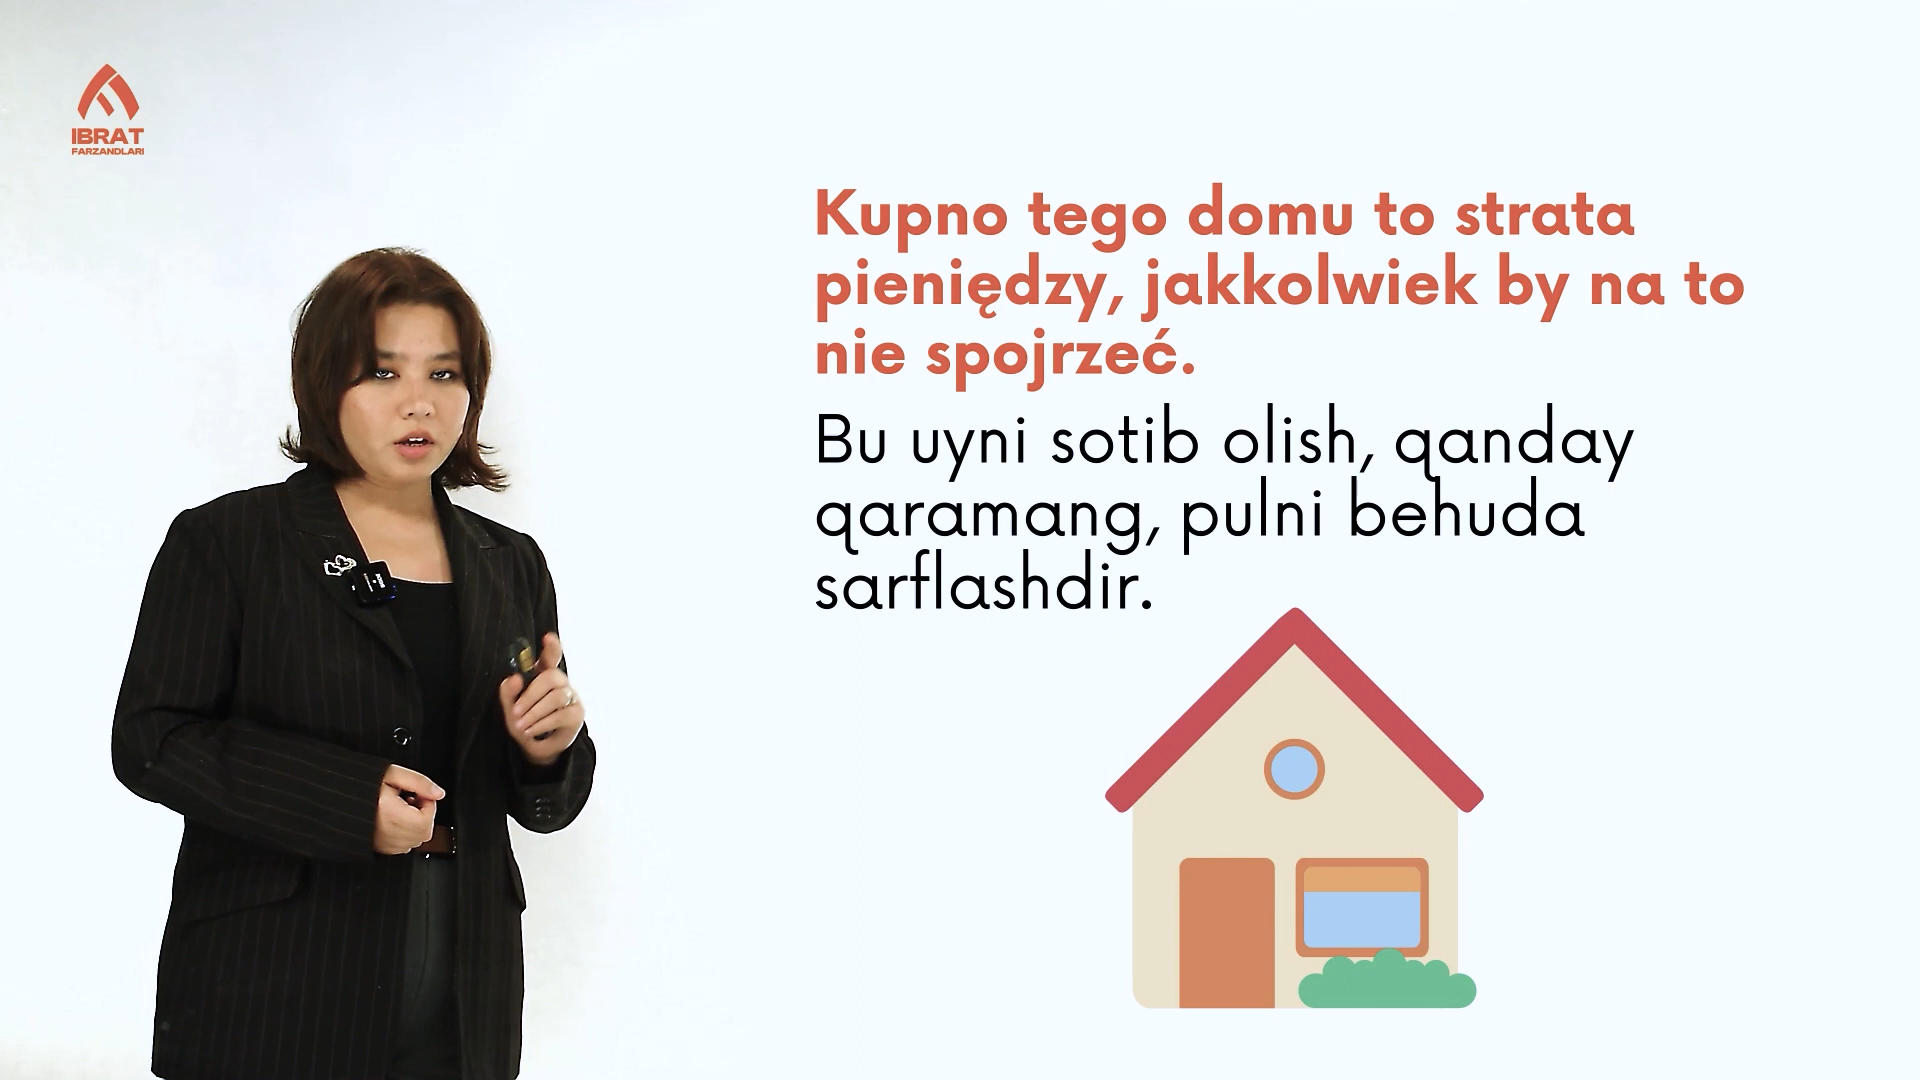 IBRAT
FARZANDLARI
Kupno tego domu to strata
pieniędzy, jakkolwiek by na to
nie spojrzeć.
Bu uyni sotib olish, qanday
qaramang, pulni behuda
sarflashdir.